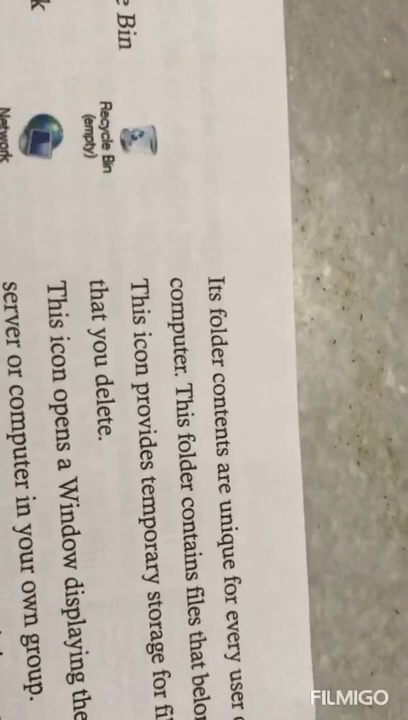 Its folder contents are unique for every user
computer. This folder contains files that
Bin
Recycle Bin
(empty)
This icon provides temporary storage for
that you delete.
Network
This icon opens a Window displaying the
server or computer in your own group.
FILMIGO